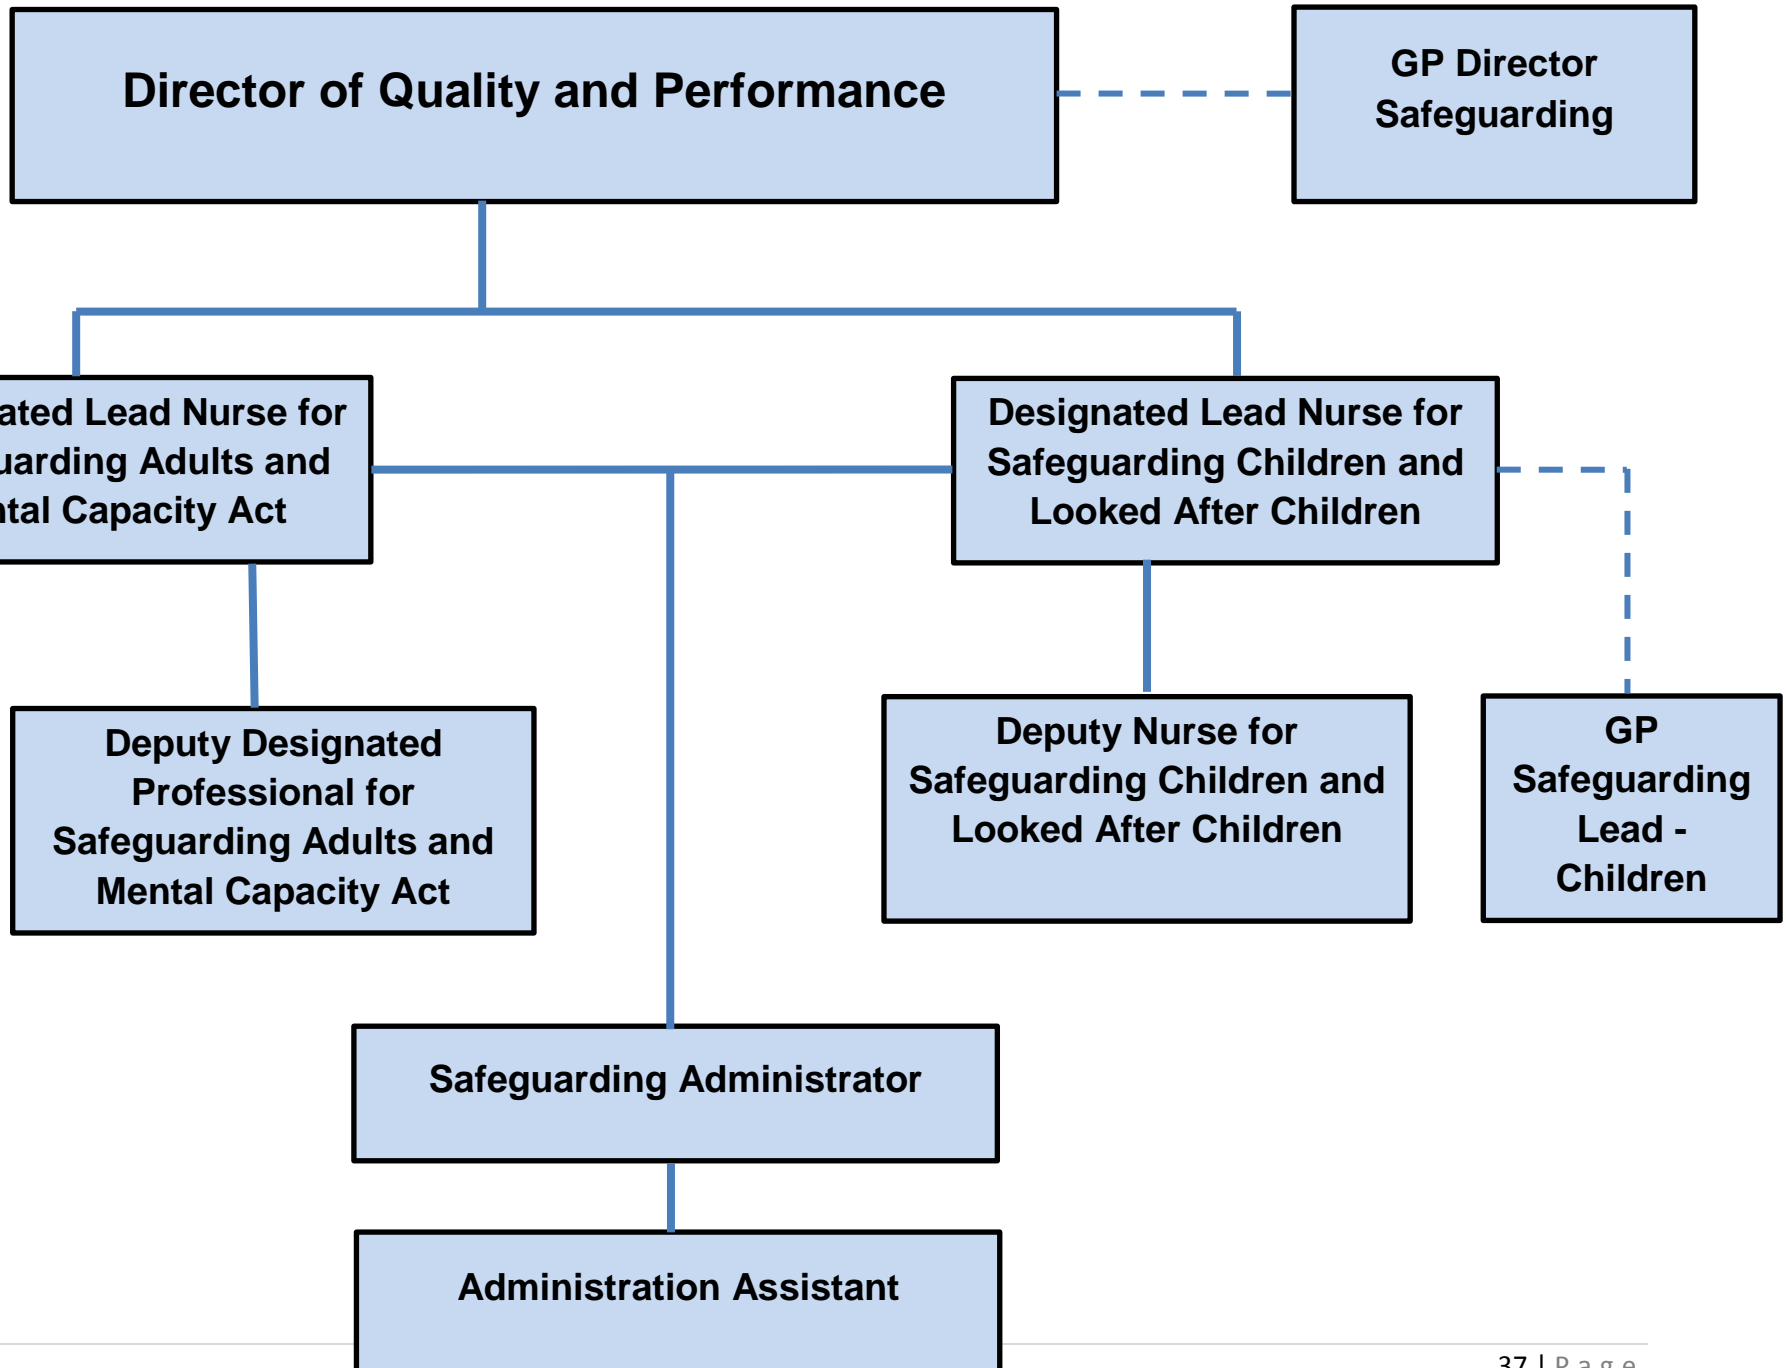 Director of Quality and Performance
GP Director
Safeguarding
ated Lead Nurse for
uarding Adults and
ntal Capacity Act
Designated Lead Nurse for
Safeguarding Children and
Looked After Children
Deputy Designated
Professional for
Safeguarding Adults and
Mental Capacity Act
Deputy Nurse for
Safeguarding Children and
Looked After Children
GP
Safeguarding
Lead -
Children
Safeguarding Administrator
Administration Assistant
37 | Page